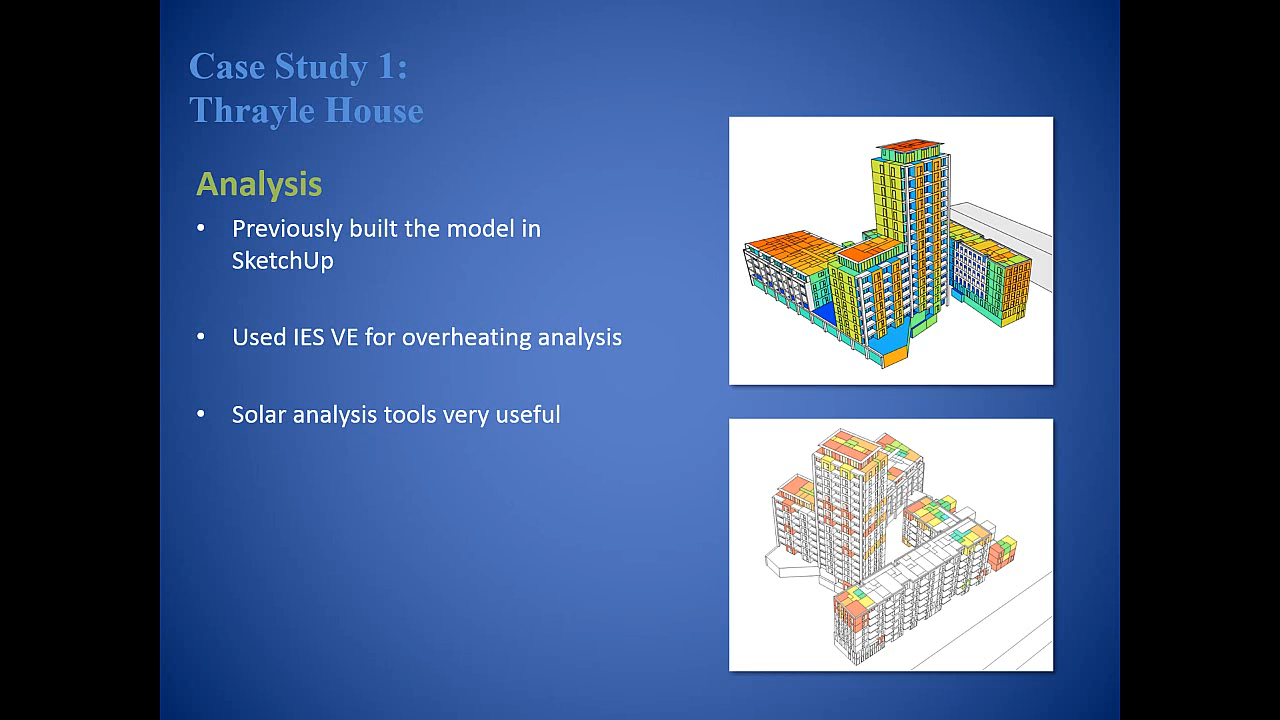 Case Study 1:
Thrayle House
Analysis
• Previously built the model in
SketchUp
• Used IES VE for overheating analysis
• Solar analysis tools very useful